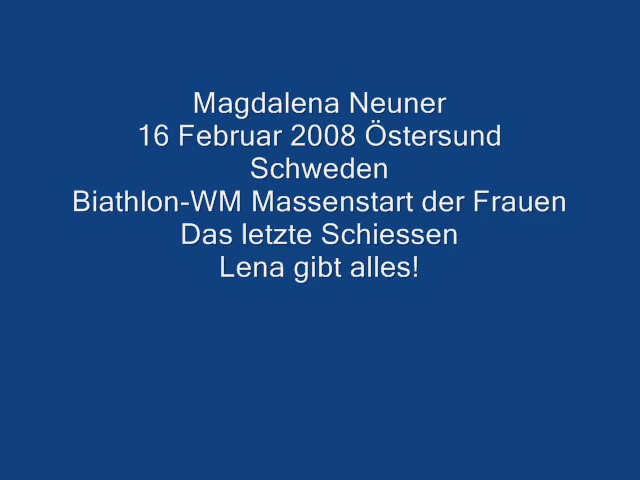 Magdalena Neuner
16 Februar 2008 Östersund
Schweden
Biathlon-WM Massenstart der Frauen
Das letzte Schiessen
Lena gibt alles!